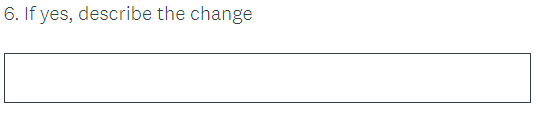 6. If yes, describe the change